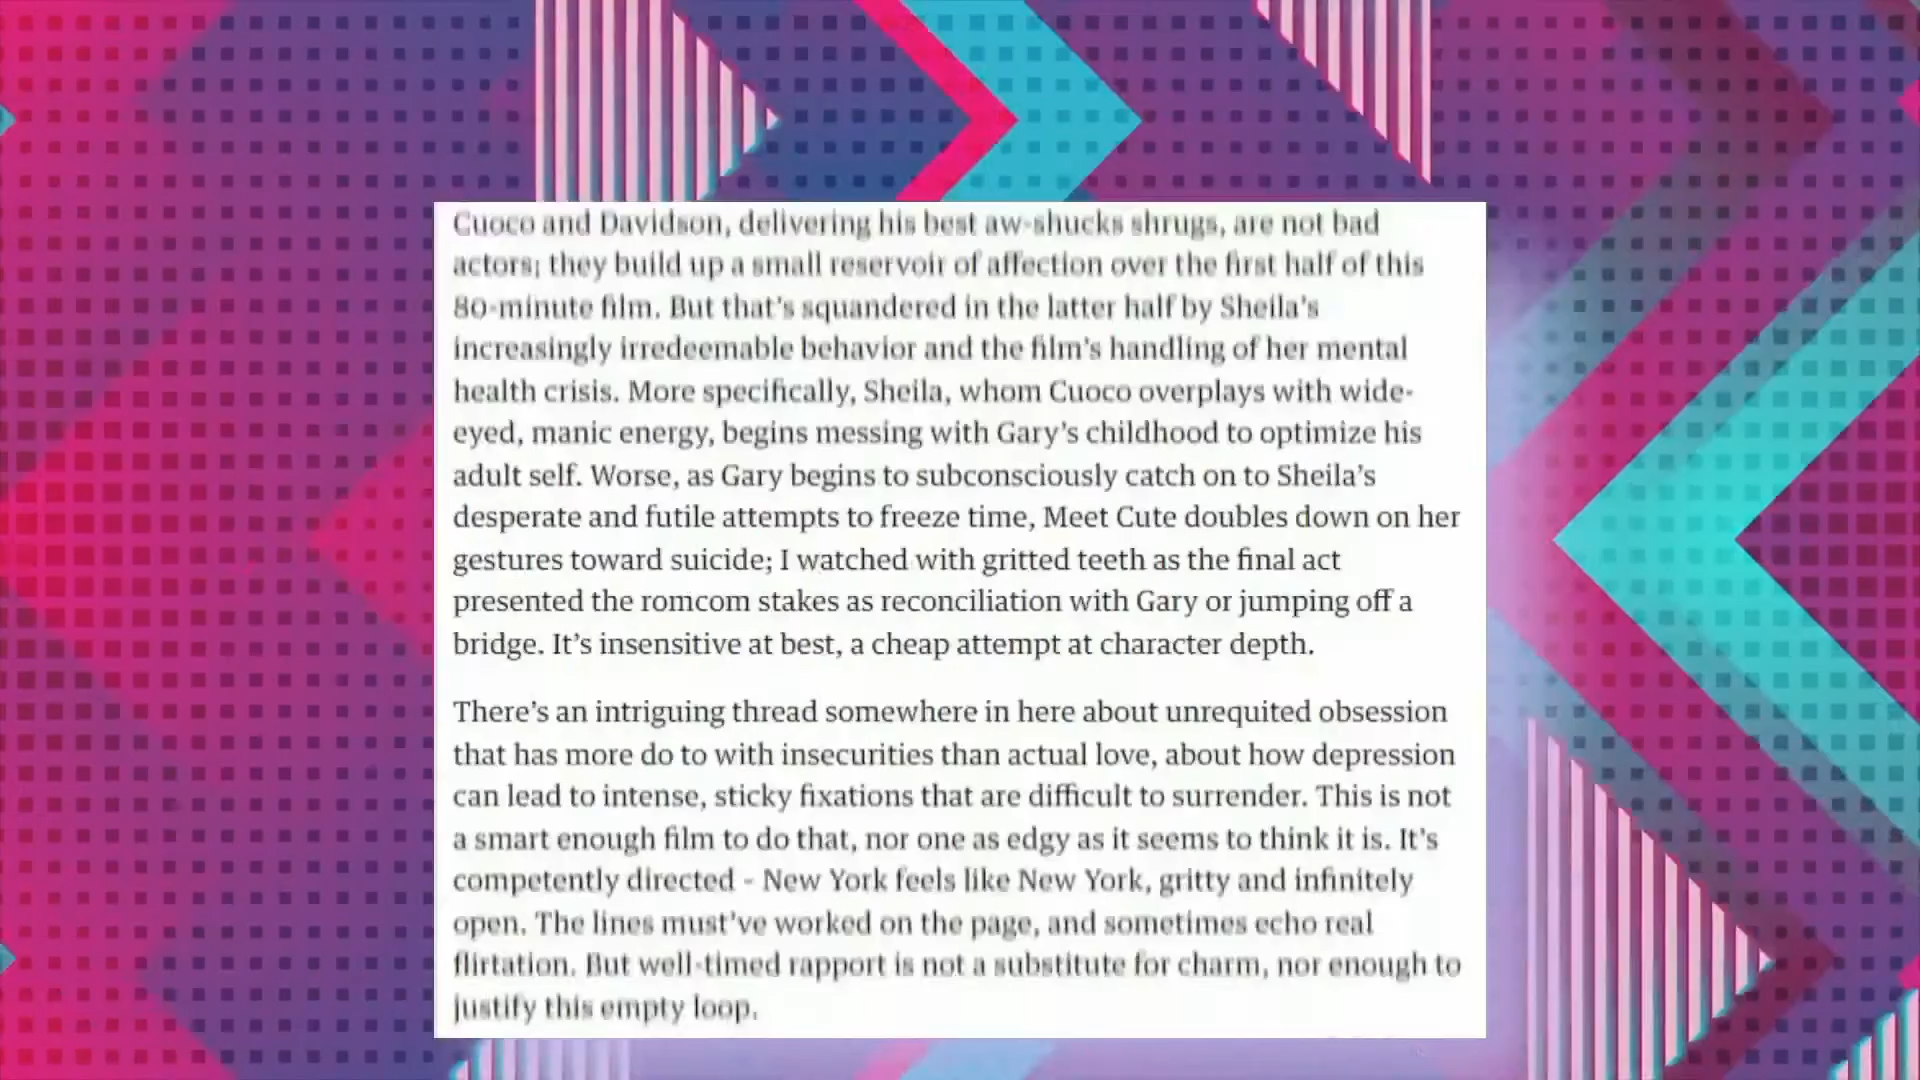 Cuoco and Davidson, delivering his best aw-shucks shrugs, are not bad
actors; they build up a small reservoir of affection over the first half of this
80-minute film. But that's squandered in the latter half by Sheila's
increasingly irredeemable behavior and the film's handling of her mental
health crisis. More specifically, Sheila, whom Cuoco overplays with wide-
eyed, manic energy, begins messing with Gary's childhood to optimize his
adult self. Worse, as Gary begins to subconsciously catch on to Sheila's
desperate and futile attempts to freeze time, Meet Cute doubles down on her
gestures toward suicide; I watched with gritted teeth as the final act
presented the romcom stakes as reconciliation with Gary or jumping off a
bridge. It's insensitive at best, a cheap attempt at character depth.
There's an intriguing thread somewhere in here about unrequited obsession
that has more do to with insecurities than actual love, about how depression
can lead to intense, sticky fixations that are difficult to surrender. This is not
a smart enough film to do that, nor one as edgy as it seems to think it is. It's
competently directed - New York feels like New York, gritty and infinitely
open. The lines must've worked on the page, and sometimes echo real
flirtation. But well-timed rapport is not a substitute for charm, nor enough to
justify this empty loop.